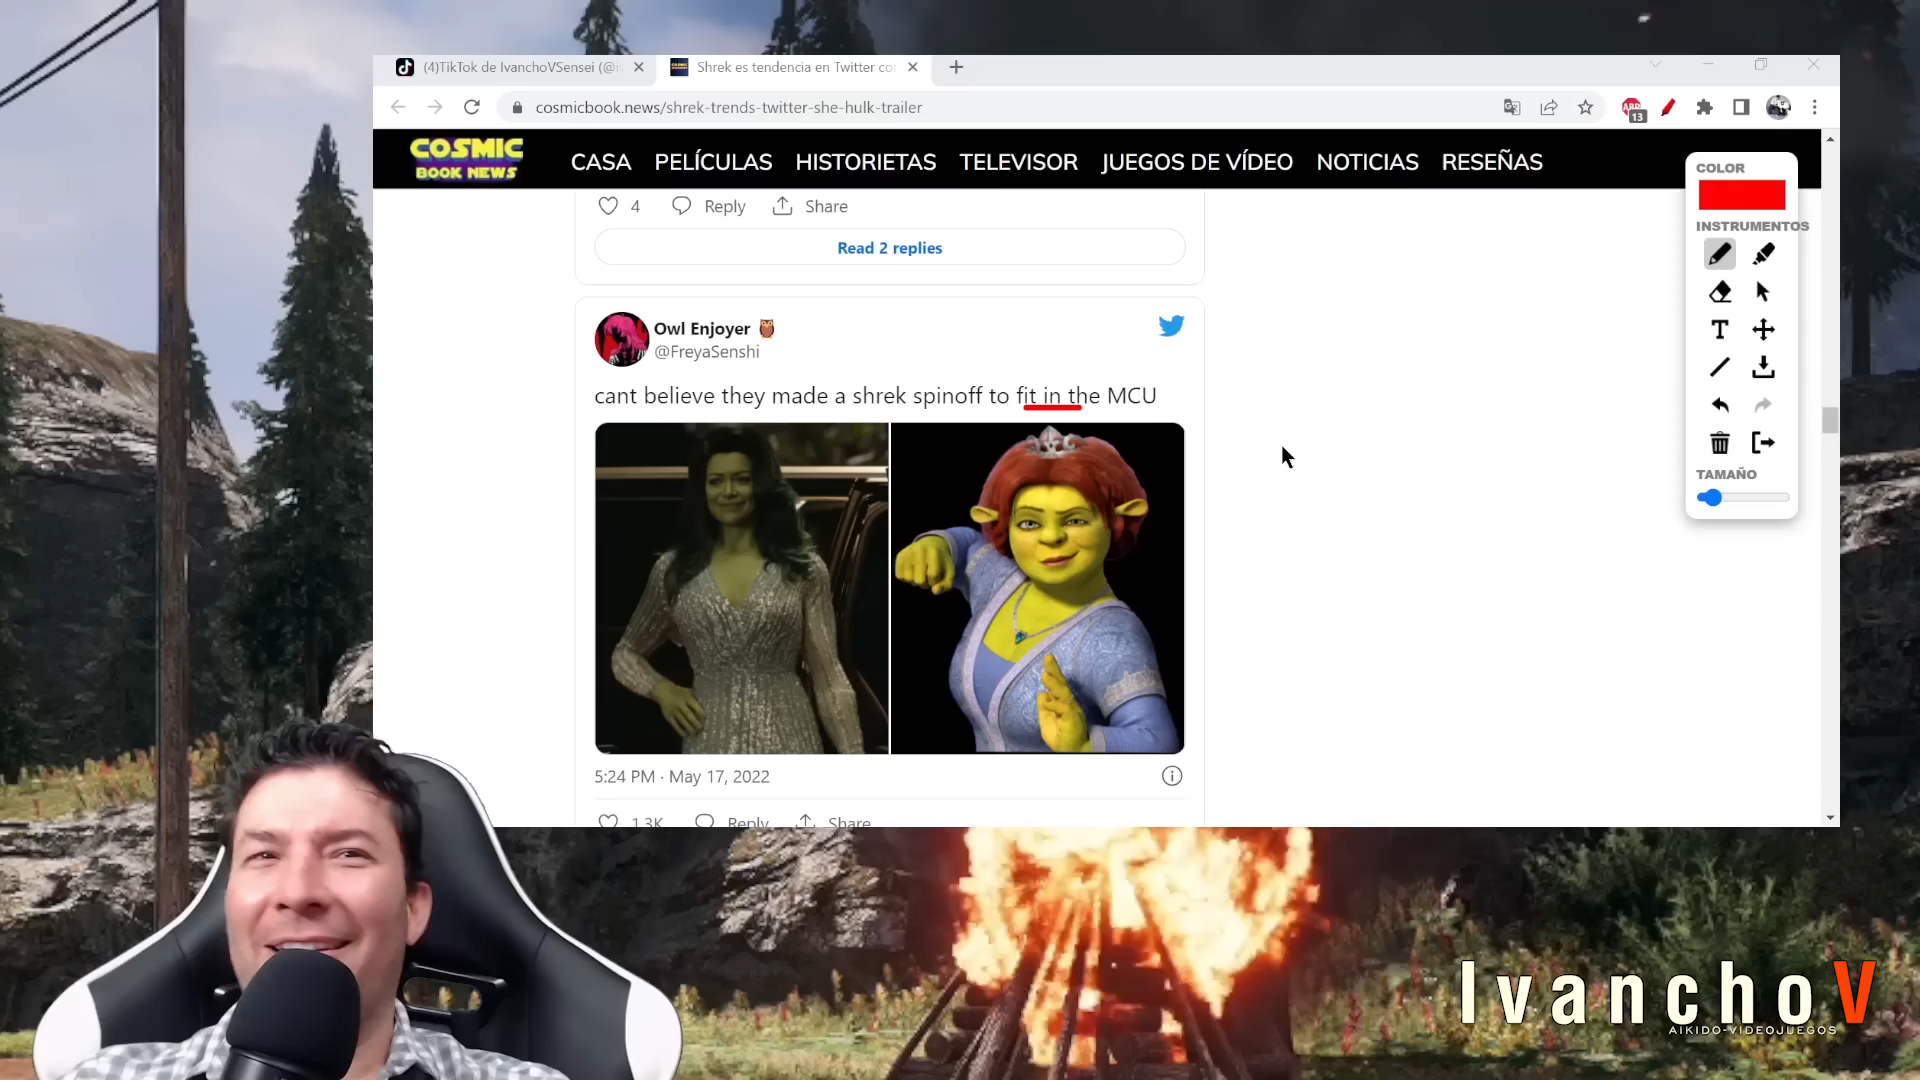 (4)TikTok de IvanchoVSensei (@
Shrek es tendencia en Twitter co
cosmicbook.news/shrek-trends-twitter-she-hulk-trailer
ABP
13
COSMIC
BOOK NEWS
CASA PELÍCULAS HISTORIETAS TELEVISOR JUEGOS DE VÍDEO NOTICIAS RESEÑAS
COLOR
INSTRUMENTOS
T
TAMAÑO
4 Reply Share
Read 2 replies
Owl Enjoyer
@FreyaSenshi
cant believe they made a shrek spinoff to fit in the MCU
5:24 PM · May 17, 2022
1.3K Reply Share
IvanchoV
AIKIDO-VIDEOJUEGOS